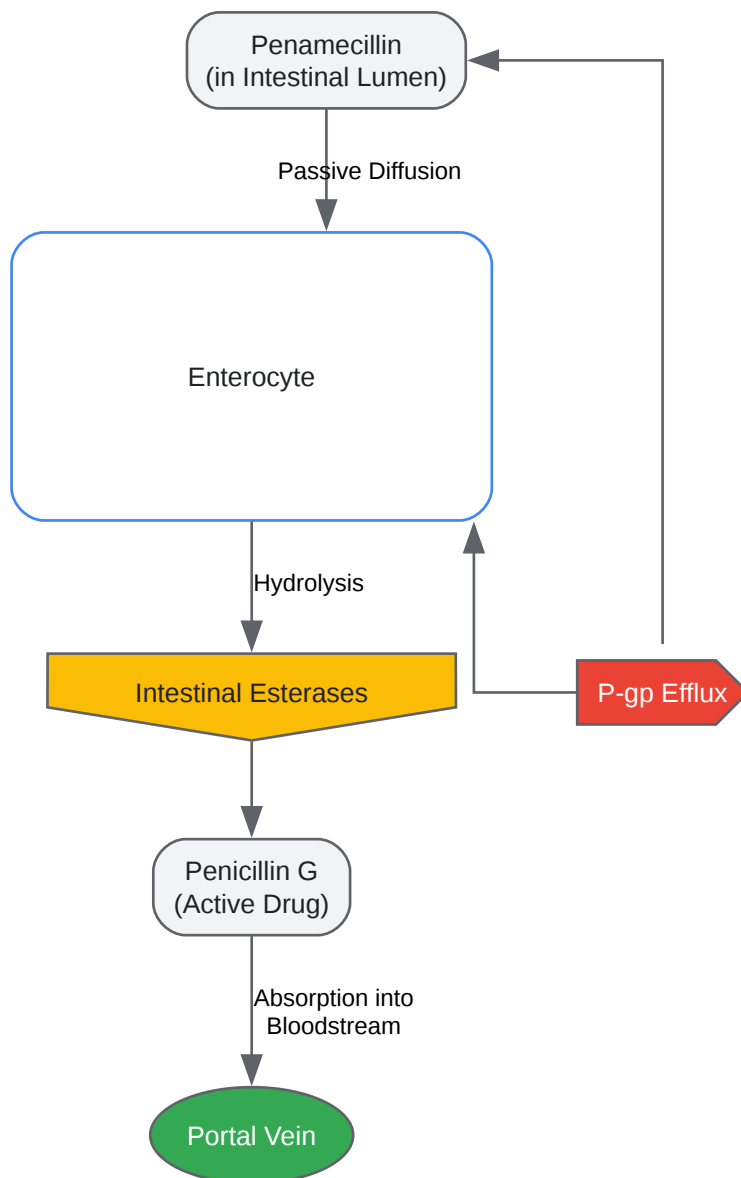 Penamecillin
(in Intestinal Lumen)
Passive Diffusion
Enterocyte
Hydrolysis
Intestinal Esterases
P-gp Efflux
Penicillin G
(Active Drug)
Absorption into
Bloodstream
Portal Vein